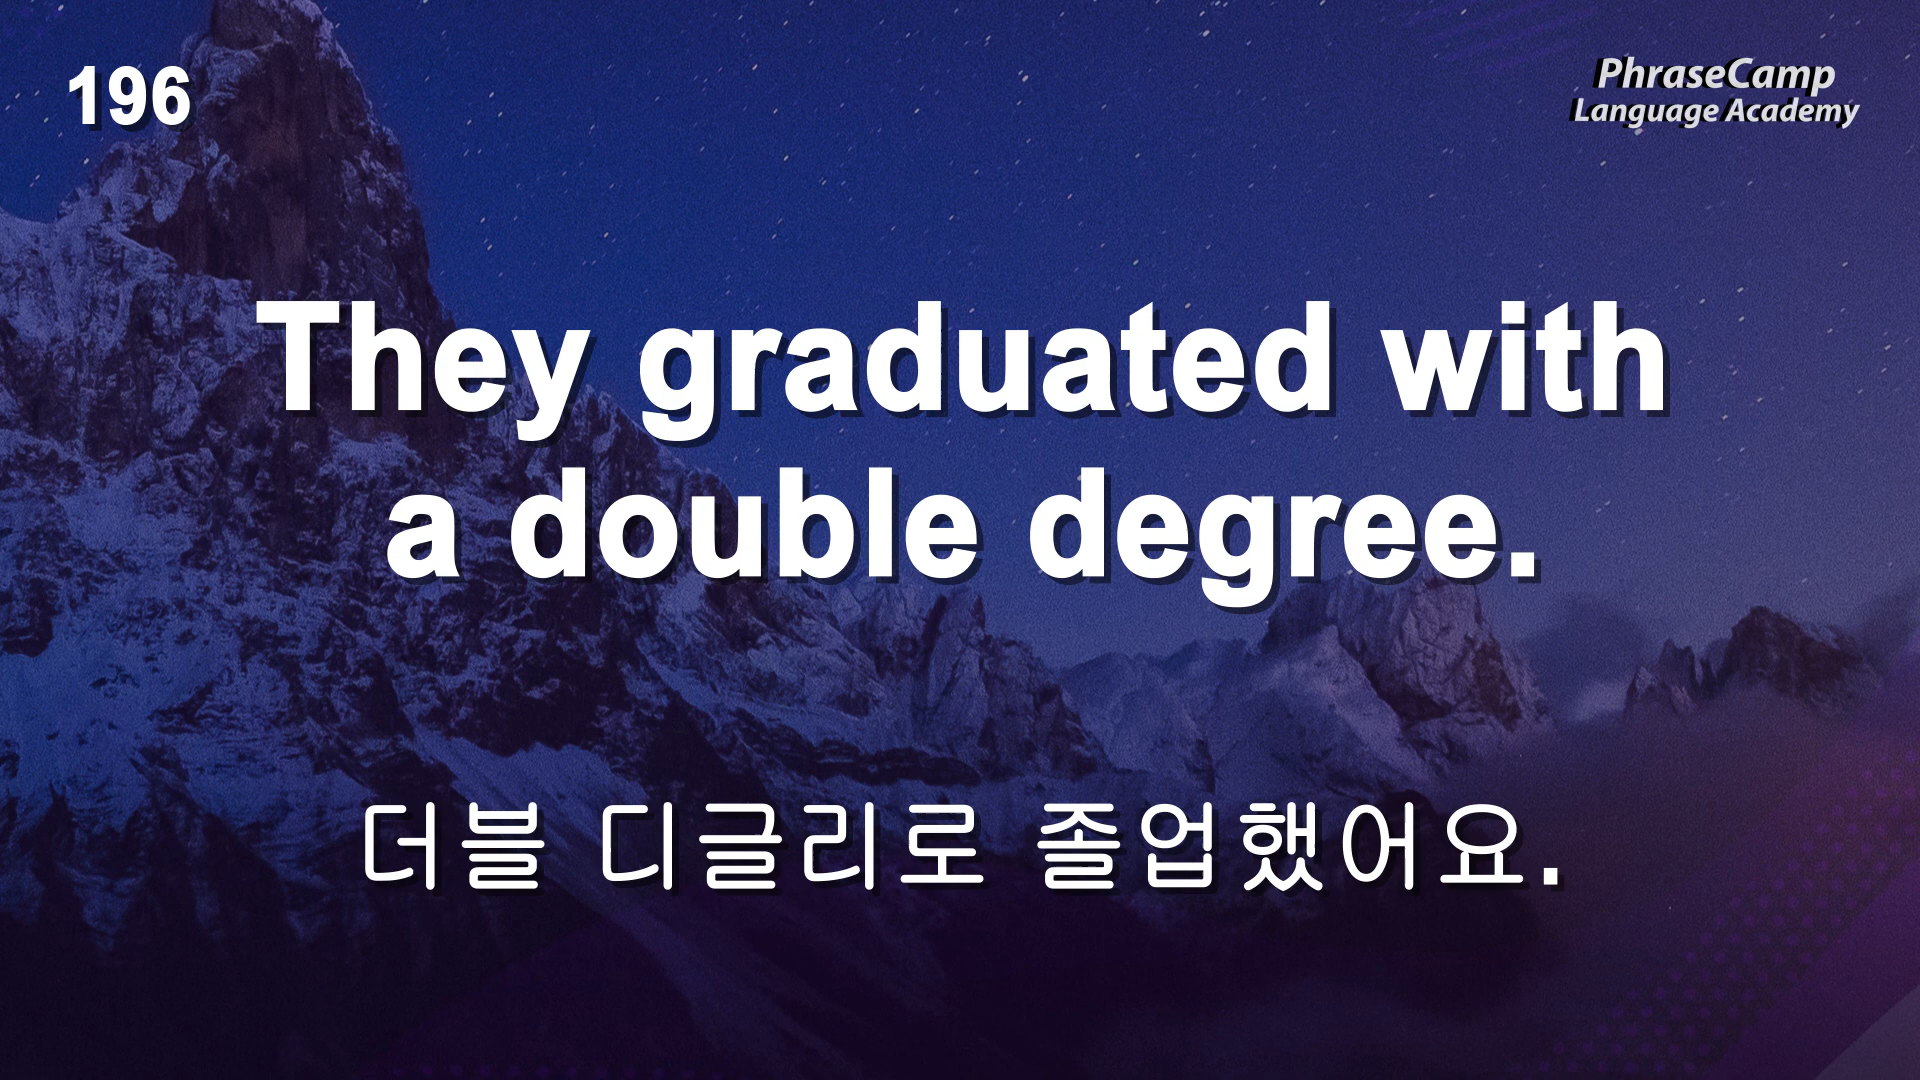 196
PhraseCamp
Language Academy
They graduated with
a double degree.
더블 디글리로 졸업했어요.